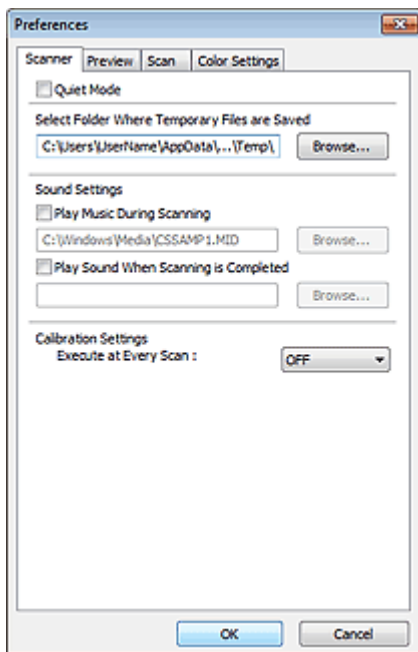 Preferences
Scanner Preview Scan Color Settings
Quiet Mode
Select Folder Where Temporary Files are Saved
C:\Users\UserName\AppData\...\Temp\ Browse...
Sound Settings
Play Music During Scanning
C:\Windows\Media\CSSAMP1.MID Browse...
Play Sound When Scanning is Completed
Browse...
Calibration Settings
Execute at Every Scan : OFF
OK Cancel